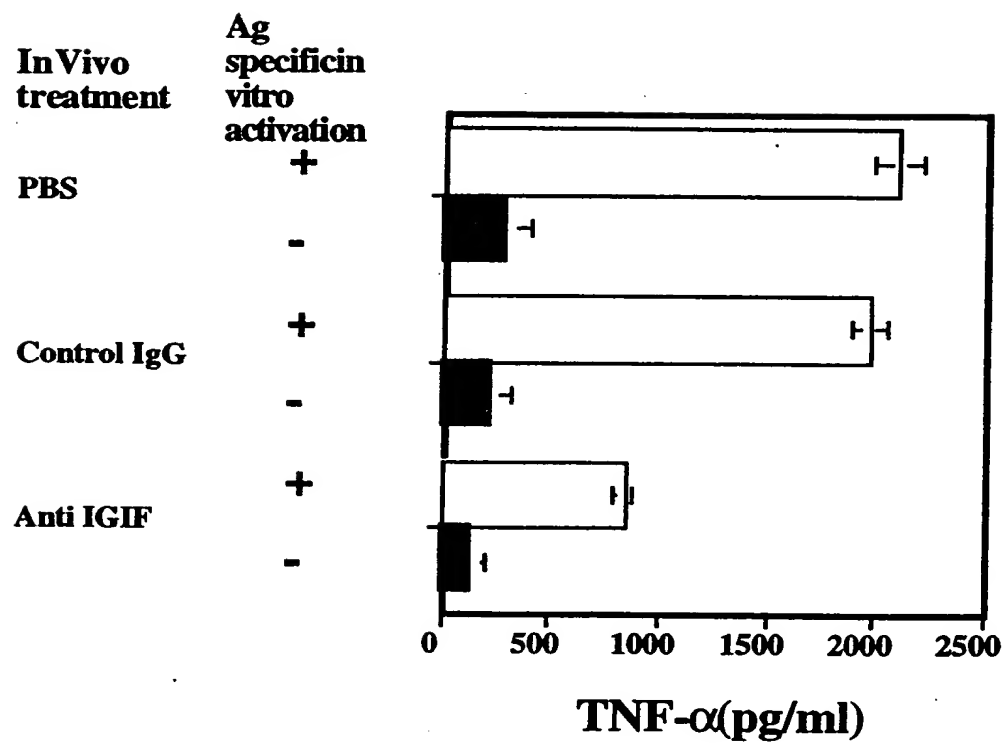 In Vivo
treatment
Ag
specificin
vitro
activation
PBS
+
-
Control IgG
+
-
Anti IGIF
+
-
0 500 1000 1500 2000 2500
TNF-α(pg/ml)